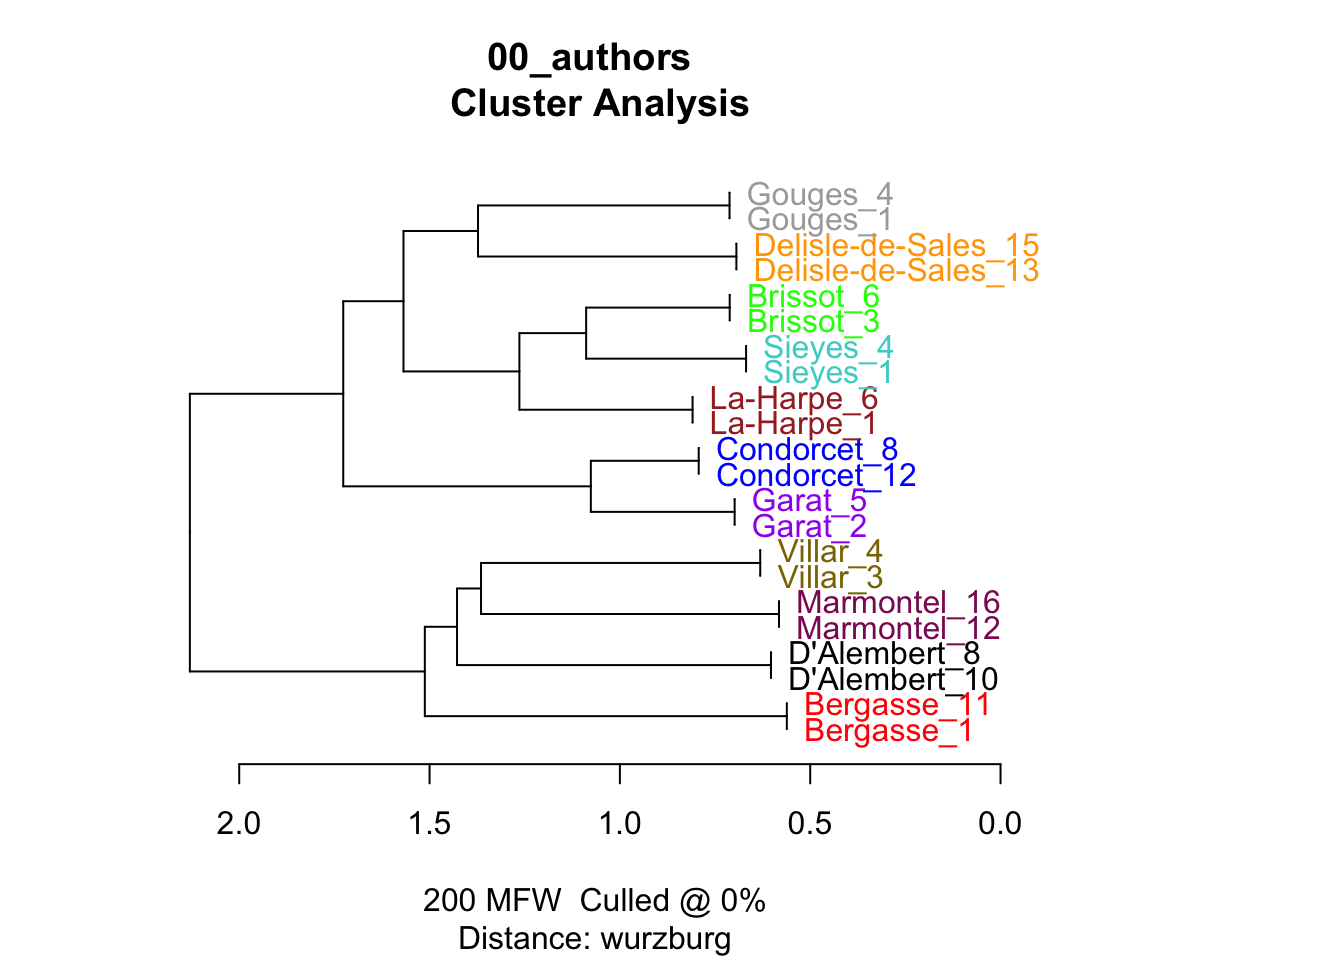 00_authors
Cluster Analysis
Gouges_4
Gouges_1
Delisle-de-Sales_15
Delisle-de-Sales_13
Brissot_6
Brissot_3
Sieyes_4
Sieyes_1
La-Harpe_6
La-Harpe_1
Condorcet_8
Condorcet_12
Garat_5
Garat_2
Villar_4
Villar_3
Marmontel_16
Marmontel_12
D'Alembert_8
D'Alembert_10
Bergasse_11
Bergasse_1
2.0 1.5 1.0 0.5 0.0
200 MFW  Culled @ 0%
Distance: wurzburg